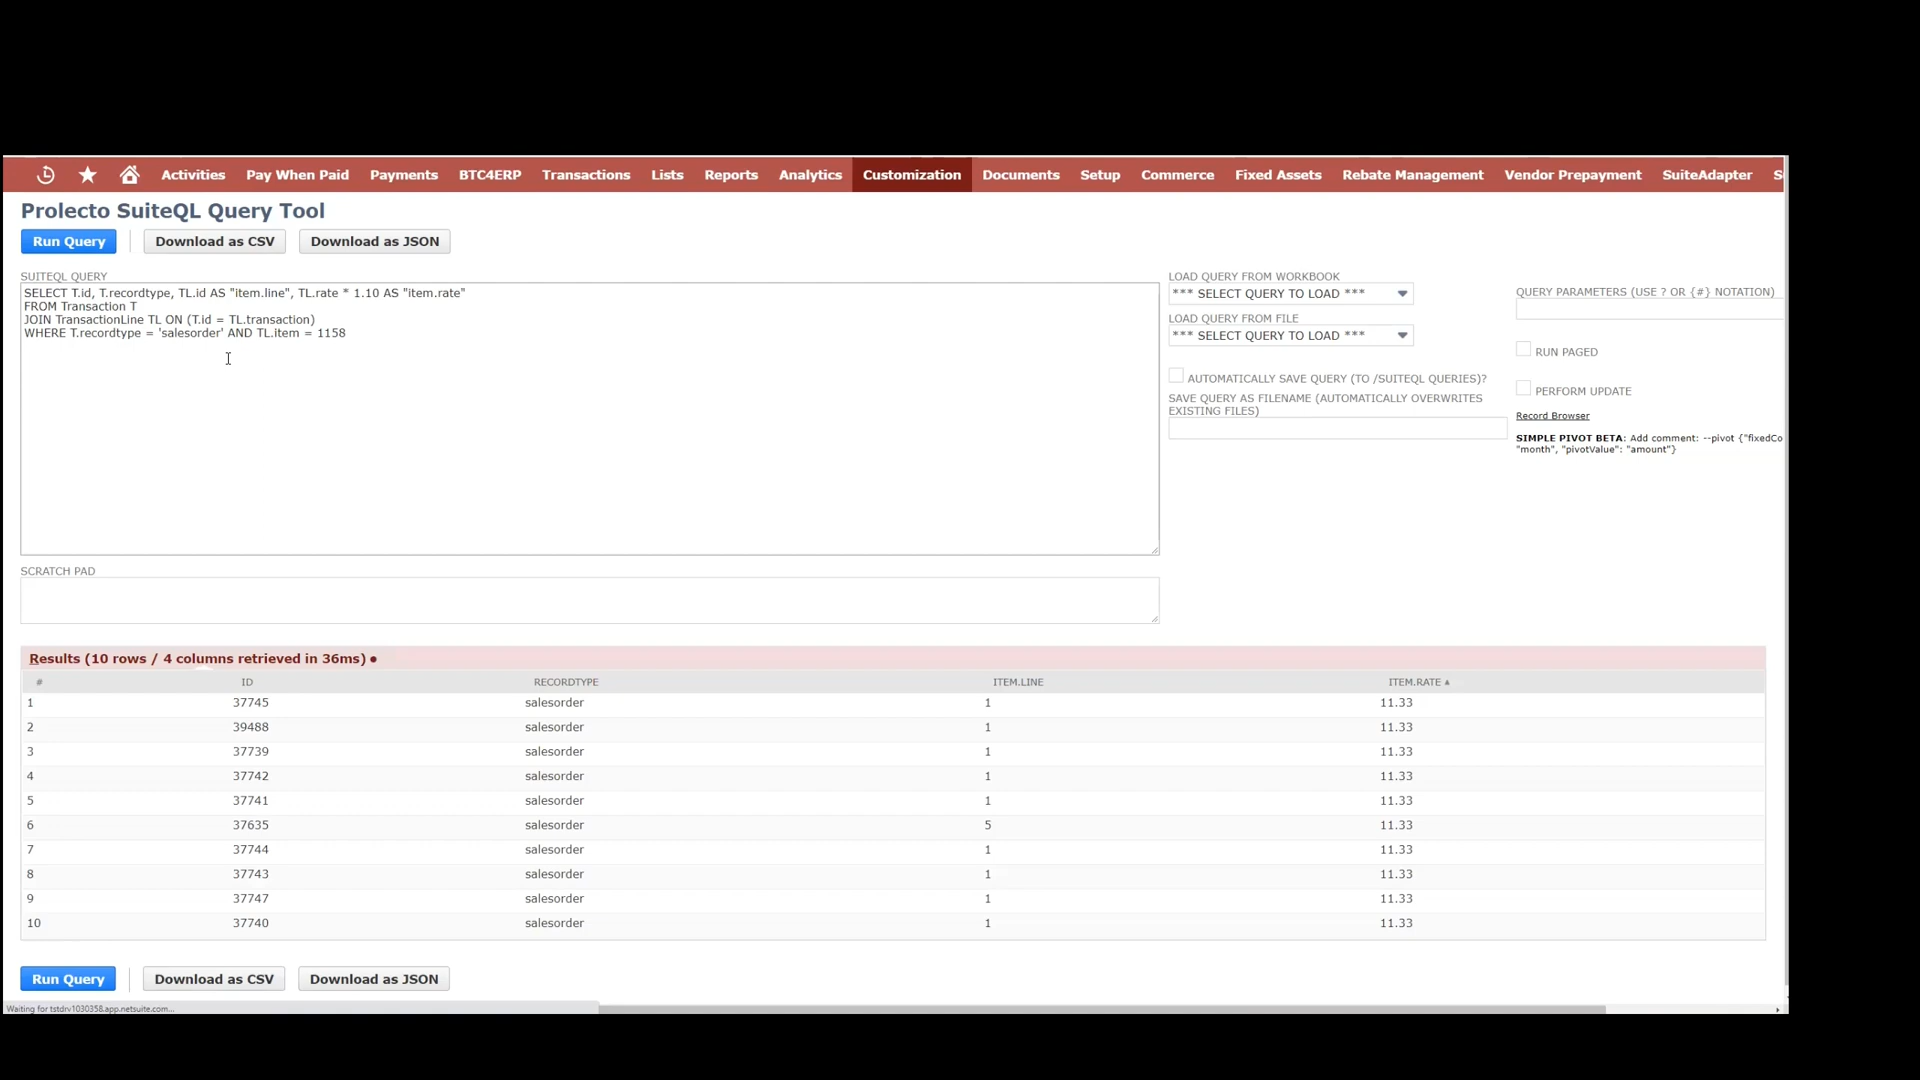 Activities Pay When Paid Payments BTC4ERP Transactions Lists Reports Analytics Customization Documents Setup Commerce Fixed Assets Rebate Management Vendor Prepayment SuiteAdapter S
Prolecto SuiteQL Query Tool
Run Query Download as CSV Download as JSON
SUITEQL QUERY
SELECT T.id, T.recordtype, TL.id AS "item.line", TL.rate * 1.10 AS "item.rate"
FROM Transaction T
JOIN TransactionLine TL ON (T.id = TL.transaction)
WHERE T.recordtype = 'salesorder' AND TL.item = 1158
LOAD QUERY FROM WORKBOOK
*** SELECT QUERY TO LOAD ***
LOAD QUERY FROM FILE
*** SELECT QUERY TO LOAD ***
AUTOMATICALLY SAVE QUERY (TO /SUITEQL QUERIES)?
SAVE QUERY AS FILENAME (AUTOMATICALLY OVERWRITES
EXISTING FILES)
QUERY PARAMETERS (USE ? OR {#} NOTATION)
RUN PAGED
PERFORM UPDATE
Record Browser
SIMPLE PIVOT BETA: Add comment: --pivot {"fixedCo
"month", "pivotValue": "amount"}
SCRATCH PAD
Results (10 rows / 4 columns retrieved in 36ms) •
# ID RECORDTYPE ITEM.LINE ITEM.RATE ▲
1 37745 salesorder 1 11.33
2 39488 salesorder 1 11.33
3 37739 salesorder 1 11.33
4 37742 salesorder 1 11.33
5 37741 salesorder 1 11.33
6 37635 salesorder 5 11.33
7 37744 salesorder 1 11.33
8 37743 salesorder 1 11.33
9 37747 salesorder 1 11.33
10 37740 salesorder 1 11.33
Run Query Download as CSV Download as JSON
Waiting for tstdrv1030358.app.netsuite.com...